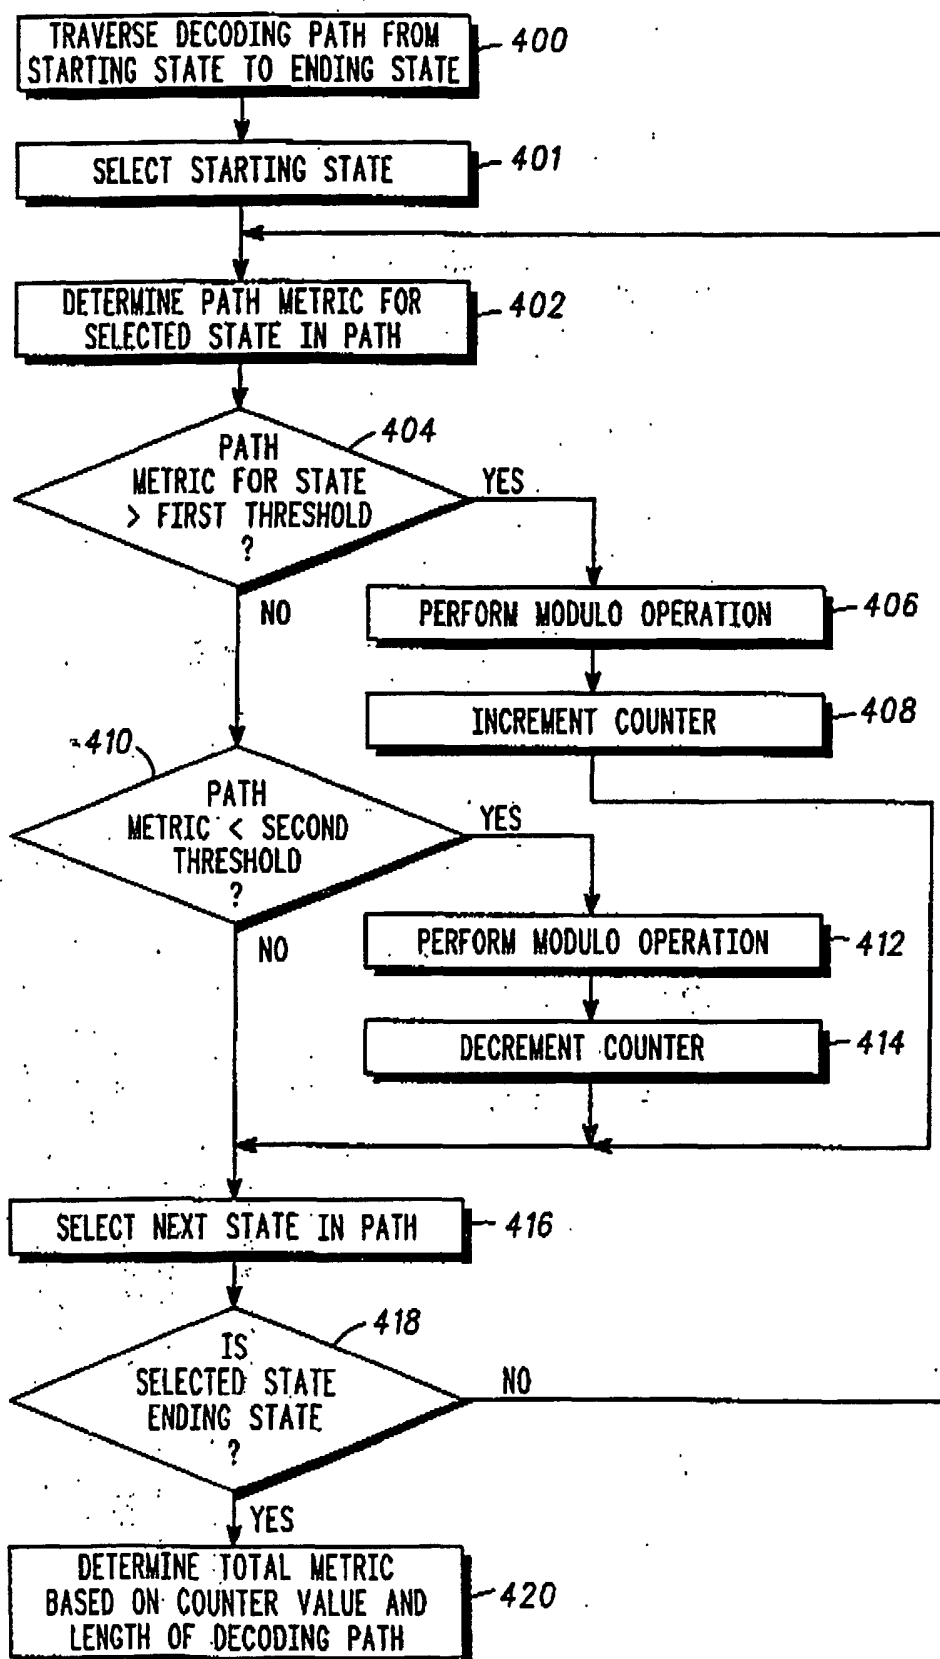 TRAVERSE DECODING PATH FROM
STARTING STATE TO ENDING STATE
400
SELECT STARTING STATE
401
DETERMINE PATH METRIC FOR
SELECTED STATE IN PATH
402
PATH
METRIC FOR STATE
> FIRST THRESHOLD
?
404
YES
NO
PERFORM MODULO OPERATION
406
INCREMENT COUNTER
408
410
PATH
METRIC < SECOND
THRESHOLD
?
YES
NO
PERFORM MODULO OPERATION
412
DECREMENT COUNTER
414
SELECT NEXT STATE IN PATH
416
IS
SELECTED STATE
ENDING STATE
?
418
NO
YES
DETERMINE TOTAL METRIC
BASED ON COUNTER VALUE AND
LENGTH OF DECODING PATH
420